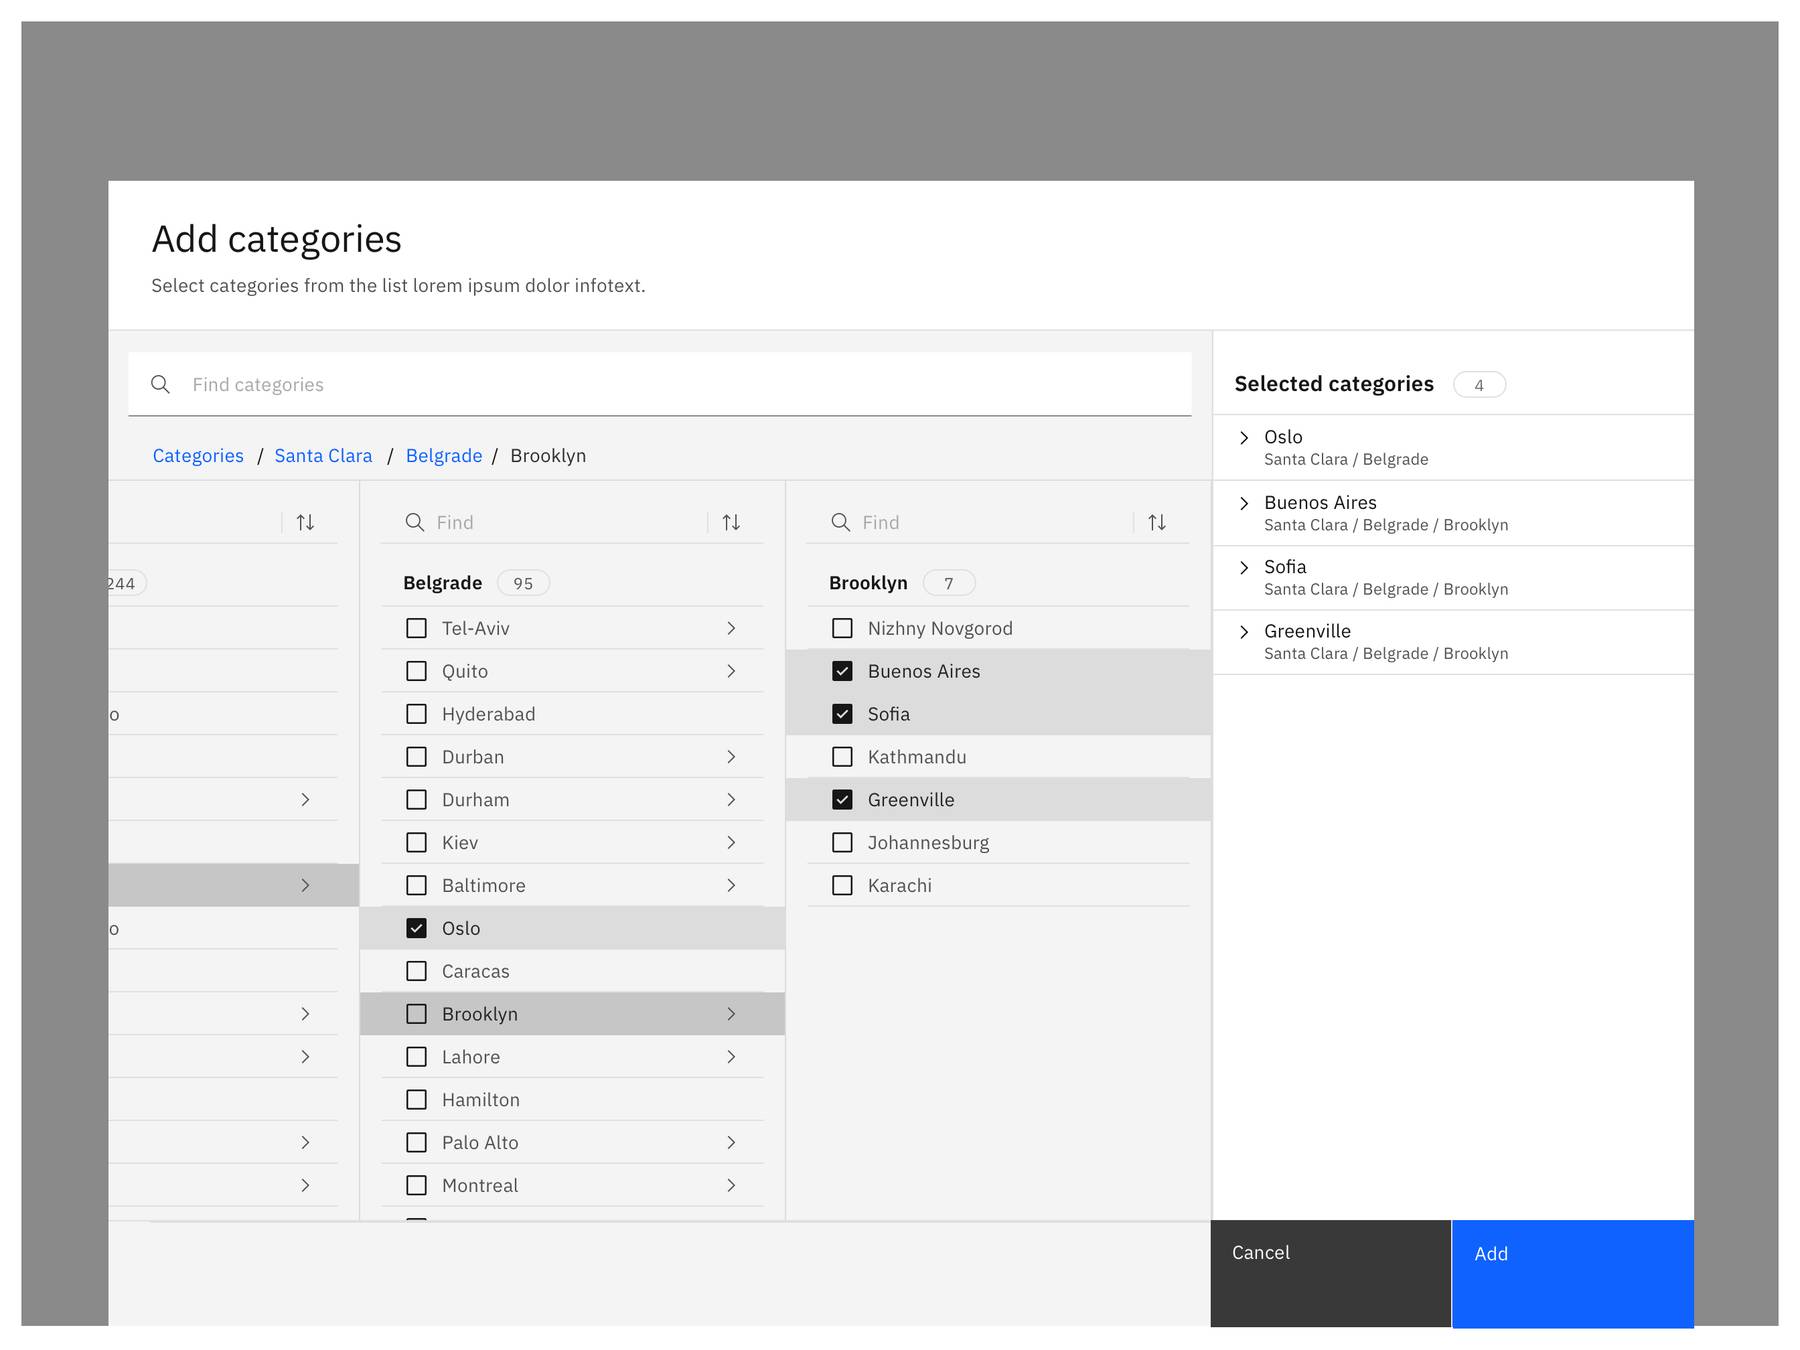 Add categories
Select categories from the list lorem ipsum dolor infotext.
Find categories
Categories / Santa Clara / Belgrade / Brooklyn
244
o
o
Find
Belgrade 95
Tel-Aviv
Quito
Hyderabad
Durban
Durham
Kiev
Baltimore
Oslo
Caracas
Brooklyn
Lahore
Hamilton
Palo Alto
Montreal
Find
Brooklyn 7
Nizhny Novgorod
Buenos Aires
Sofia
Kathmandu
Greenville
Johannesburg
Karachi
Selected categories 4
Oslo
Santa Clara / Belgrade
Buenos Aires
Santa Clara / Belgrade / Brooklyn
Sofia
Santa Clara / Belgrade / Brooklyn
Greenville
Santa Clara / Belgrade / Brooklyn
Cancel
Add